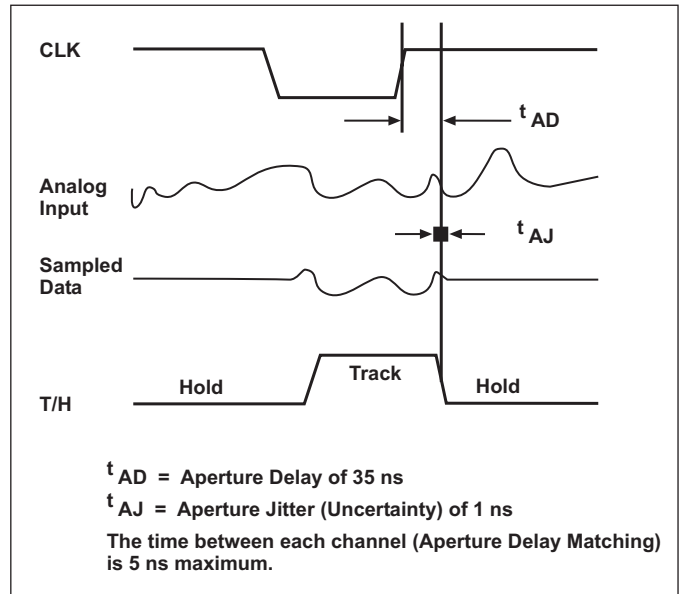 CLK
t AD
Analog
Input
t AJ
Sampled
Data
Hold
Track
Hold
T/H
t AD = Aperture Delay of 35 ns
t AJ = Aperture Jitter (Uncertainty) of 1 ns
The time between each channel (Aperture Delay Matching)
is 5 ns maximum.